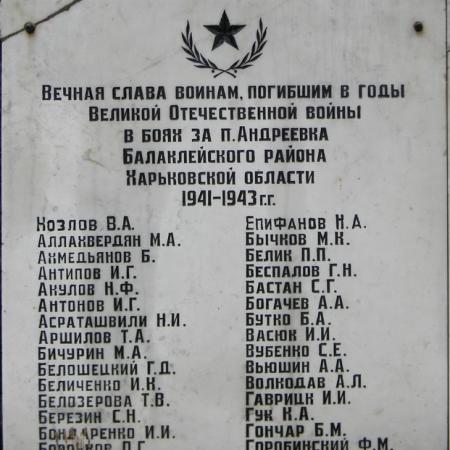 Вечная слава воинам, погибшим в годы
Великой Отечественной войны
в боях за п. Андреевка
Балаклейского района
Харьковской области
1941-1943 г.г.
Козлов В.А.
Аллахвердян М.А.
Ахмедьянов Б.
Антипов И.Г.
Акулов Н.Ф.
Антонов И.Г.
Асраташвили Н.И.
Аршилов Т.А.
Бичурин М.А.
Белошецкий Г.Д.
Беличенко И.К.
Белозерова Т.В.
Березин С.Н.
Бондаренко И.И.
Епифанов Н.А.
Бычков М.К.
Белик П.П.
Беспалов Г.Н.
Бастан С.Г.
Богачев А.А.
Бутко Б.А.
Васюк И.И.
Вубенко С.Е.
Вьюшин А.А.
Волкодав А.Л.
Гаврицк И.И.
Гук К.А.
Гончар Б.М.
Горобинский Ф.М.